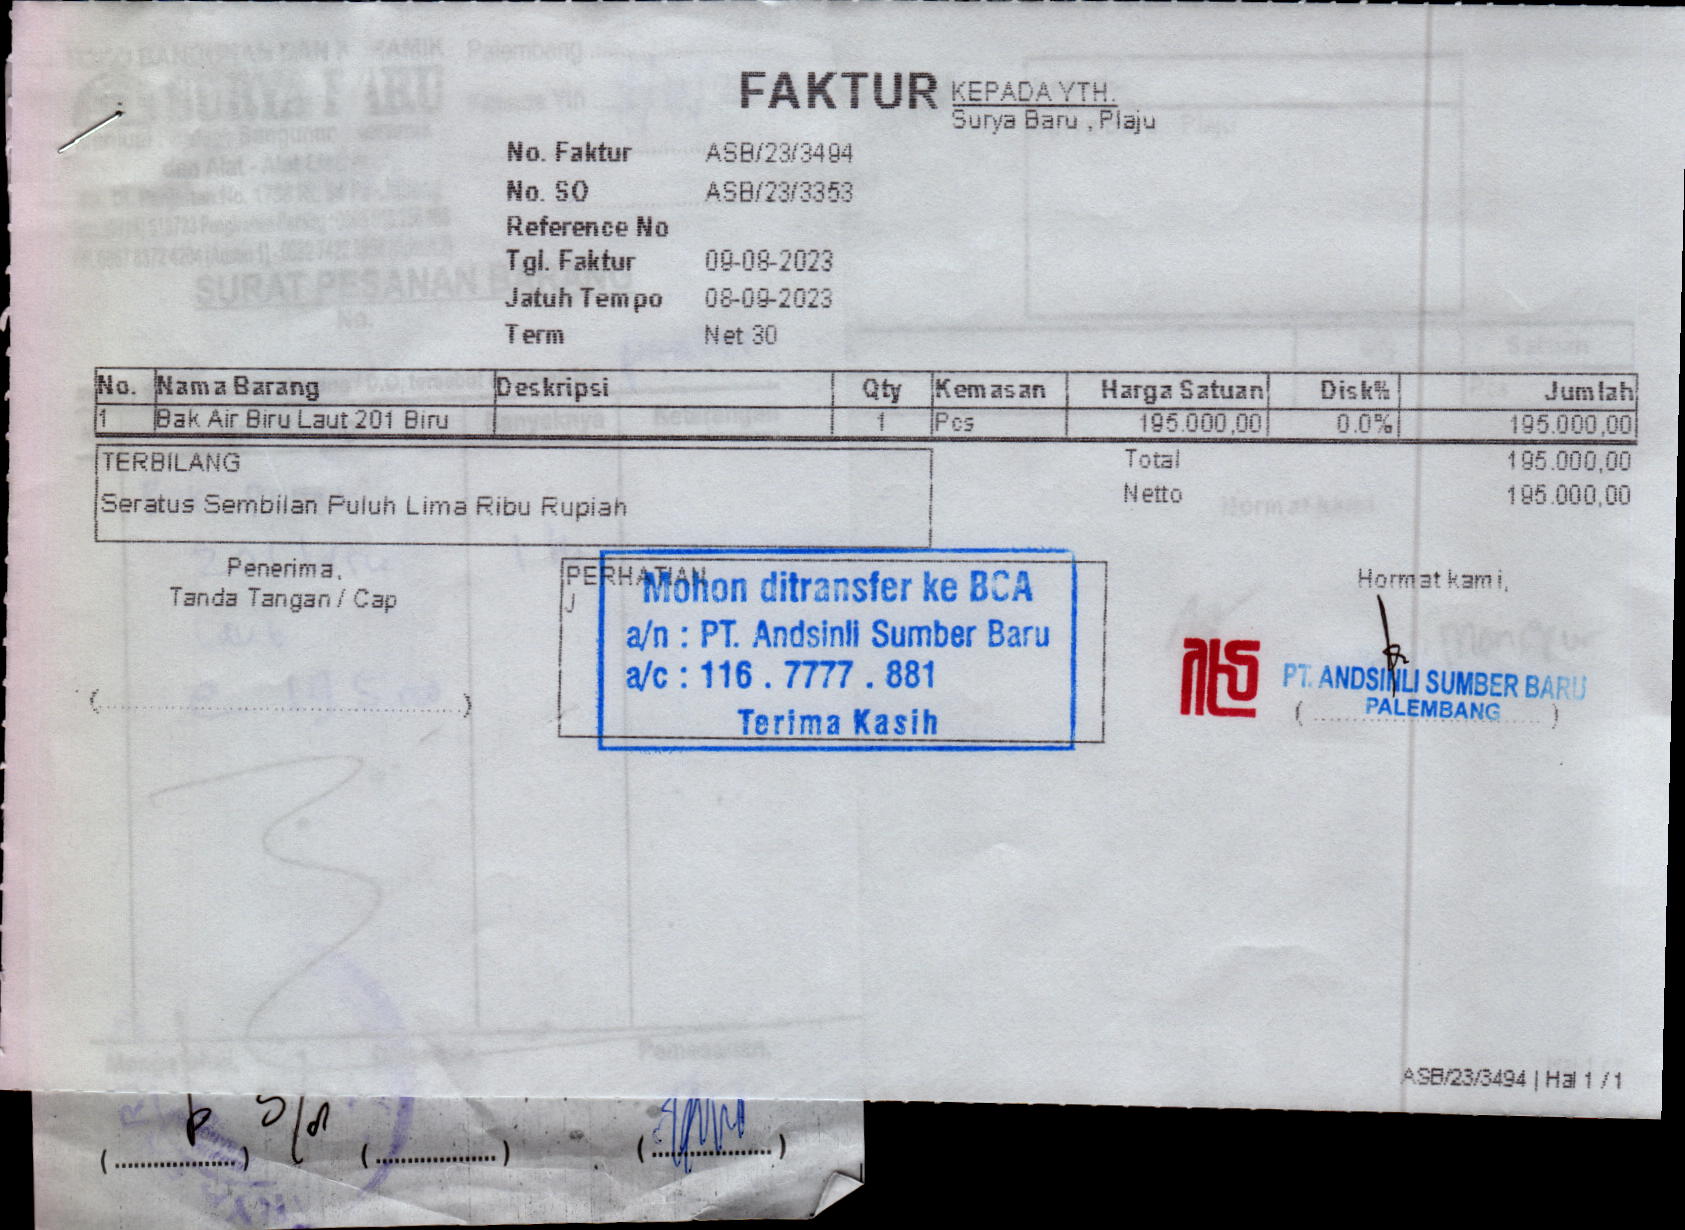 FAKTUR
KEPADA YTH.
Surya Baru , Plaju
No. Faktur ASB/23/3494
No. SO ASB/23/3353
Reference No
Tgl. Faktur 09-08-2023
Jatuh Tempo 08-09-2023
Term Net 30
No. Nama Barang Deskripsi Qty Kemasan Harga Satuan Disk% Jumlah
1 Bak Air Biru Laut 201 Biru 1 Pcs 195.000,00 0.0% 195.000,00
TERBILANG
Seratus Sembilan Puluh Lima Ribu Rupiah
Total 195.000,00
Netto 195.000,00
Penerima,
Tanda Tangan / Cap
PERHATIAN
J
Mohon ditransfer ke BCA
a/n : PT. Andsinli Sumber Baru
a/c : 116 . 7777 . 881
Terima Kasih
Hormat kami,
PT. ANDSINLI SUMBER BARU
PALEMBANG
SURAT PESANAN BARANG
No.
Pemesanan,
ASB/23/3494 | Hal 1 / 1